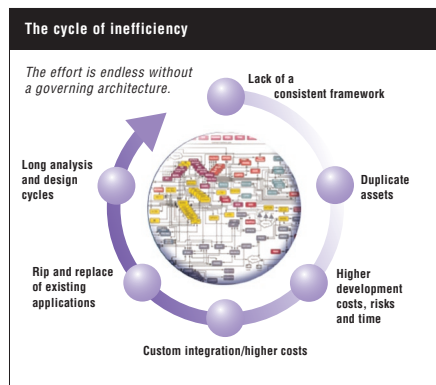 The cycle of inefficiency
The effort is endless without
a governing architecture.
Lack of a
consistent framework
Duplicate
assets
Higher
development
costs, risks
and time
Custom integration/higher costs
Rip and replace
of existing
applications
Long analysis
and design
cycles